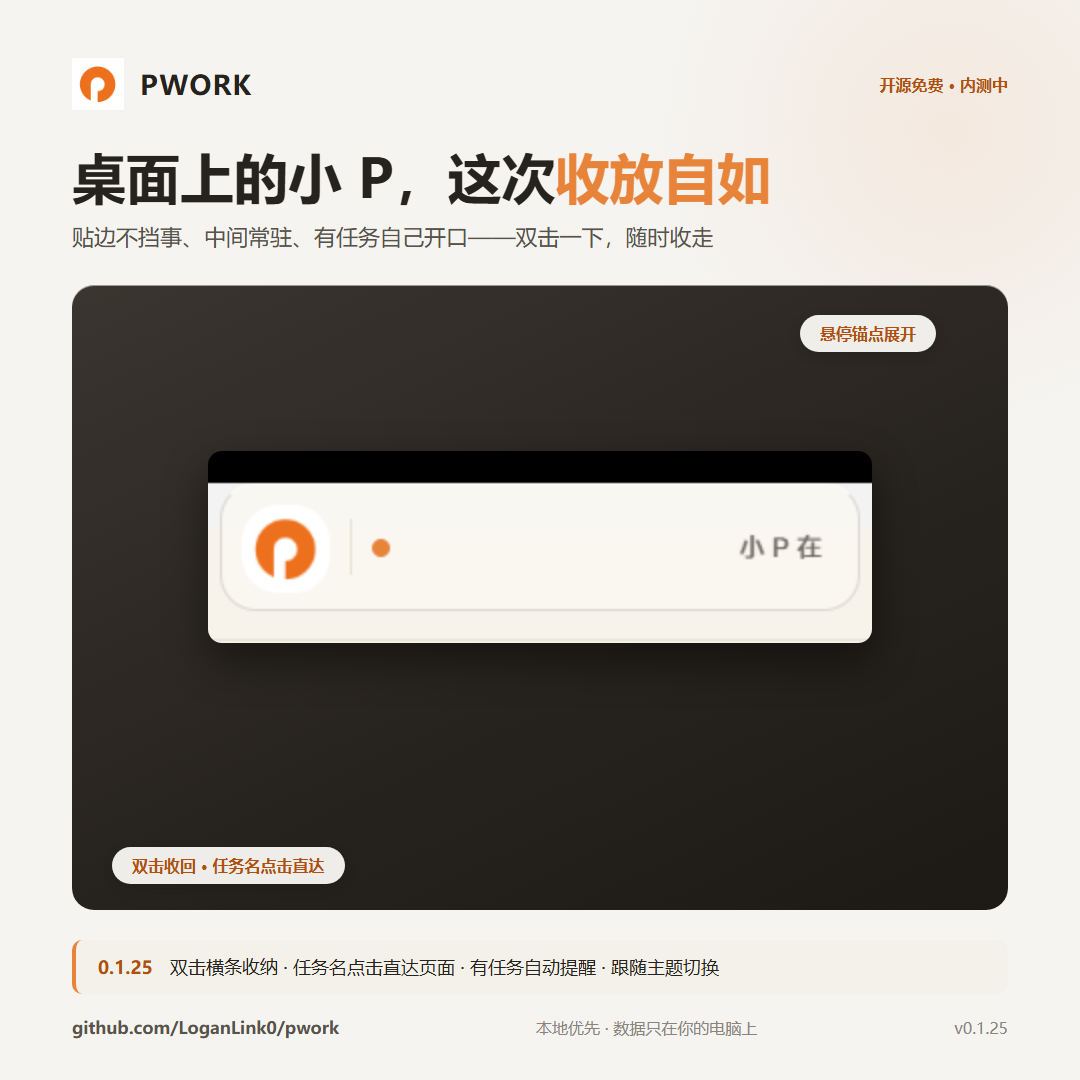 PWORK
开源免费 • 内测中
桌面上的小 P，这次收放自如
贴边不挡事、中间常驻、有任务自己开口——双击一下，随时收走
悬停锚点展开
小 P 在
双击收回 • 任务名点击直达
0.1.25 双击横条收纳 · 任务名点击直达页面 · 有任务自动提醒 · 跟随主题切换
github.com/LoganLink0/pwork
本地优先 · 数据只在你的电脑上
v0.1.25